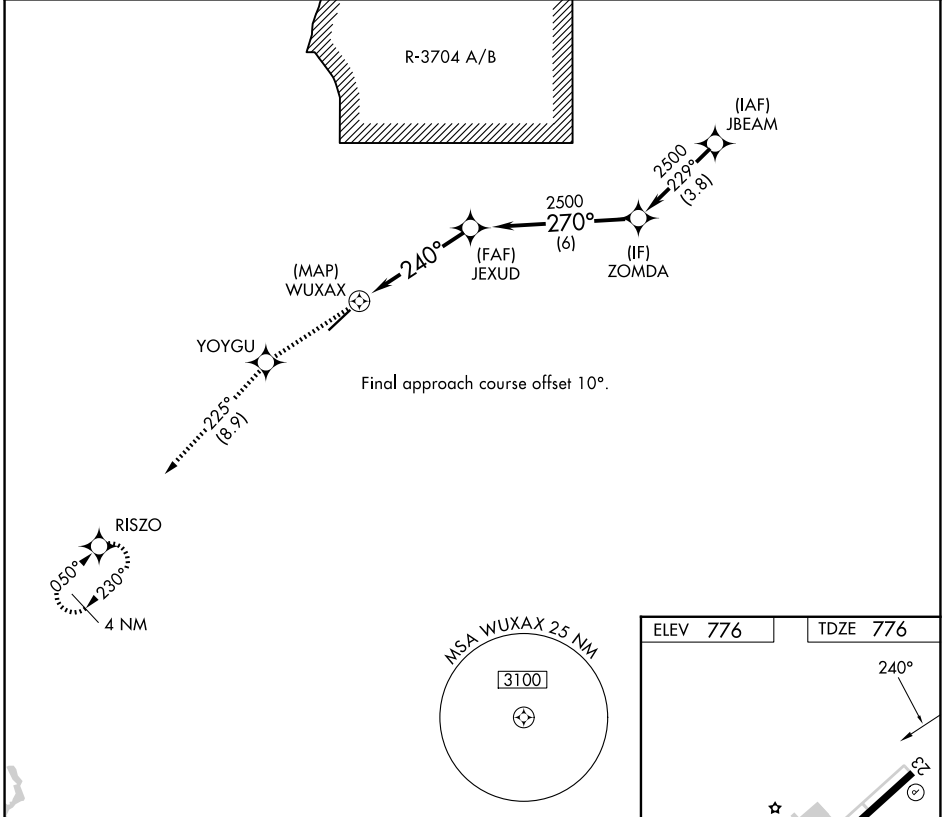 R-3704 A/B
(IAF)
JBEAM
2500
229°
(3.8)
2500
270°
(6)
(IF)
ZOMDA
(FAF)
JEXUD
240°
(MAP)
WUXAX
YOYGU
Final approach course offset 10°.
225°
(8.9)
RISZO
050°
230°
4 NM
MSA WUXAX 25 NM
3100
ELEV 776
TDZE 776
240°
23
P